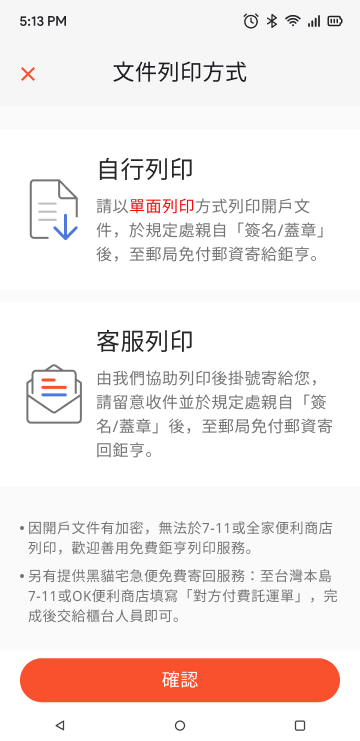 5:13 PM
文件列印方式
自行列印
請以單面列印方式列印開戶文
件，於規定處親自「簽名/蓋章」
後，至郵局免付郵資寄給鉅亨。
客服列印
由我們協助列印後掛號寄給您，
請留意收件並於規定處親自「簽
名/蓋章」後，至郵局免付郵資寄
回鉅亨。
• 因開戶文件有加密，無法於7-11或全家便利商店
列印，歡迎善用免費鉅亨列印服務。
• 另有提供黑貓宅急便免費寄回服務：至台灣本島
7-11或OK便利商店填寫「對方付費託運單」，完
成後交給櫃台人員即可。
確認